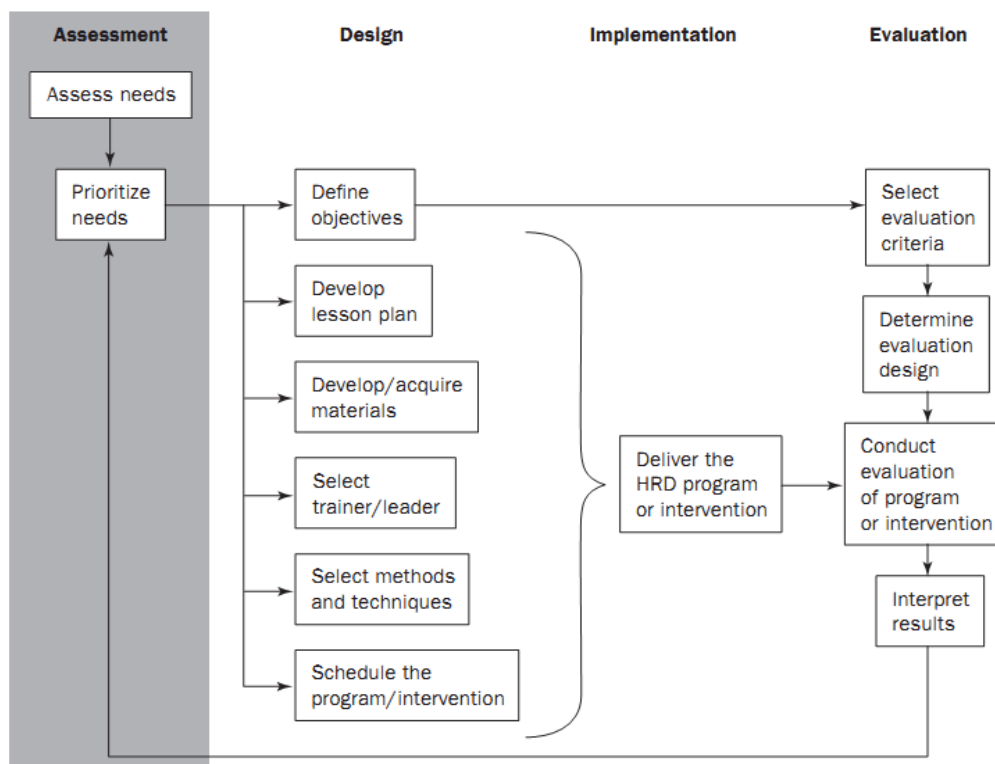 Assessment
Design
Implementation
Evaluation
Assess needs
Prioritize
needs
Define
objectives
Develop
lesson plan
Develop/acquire
materials
Select
trainer/leader
Select methods
and techniques
Schedule the
program/intervention
Deliver the
HRD program
or intervention
Select
evaluation
criteria
Determine
evaluation
design
Conduct
evaluation
of program
or intervention
Interpret
results